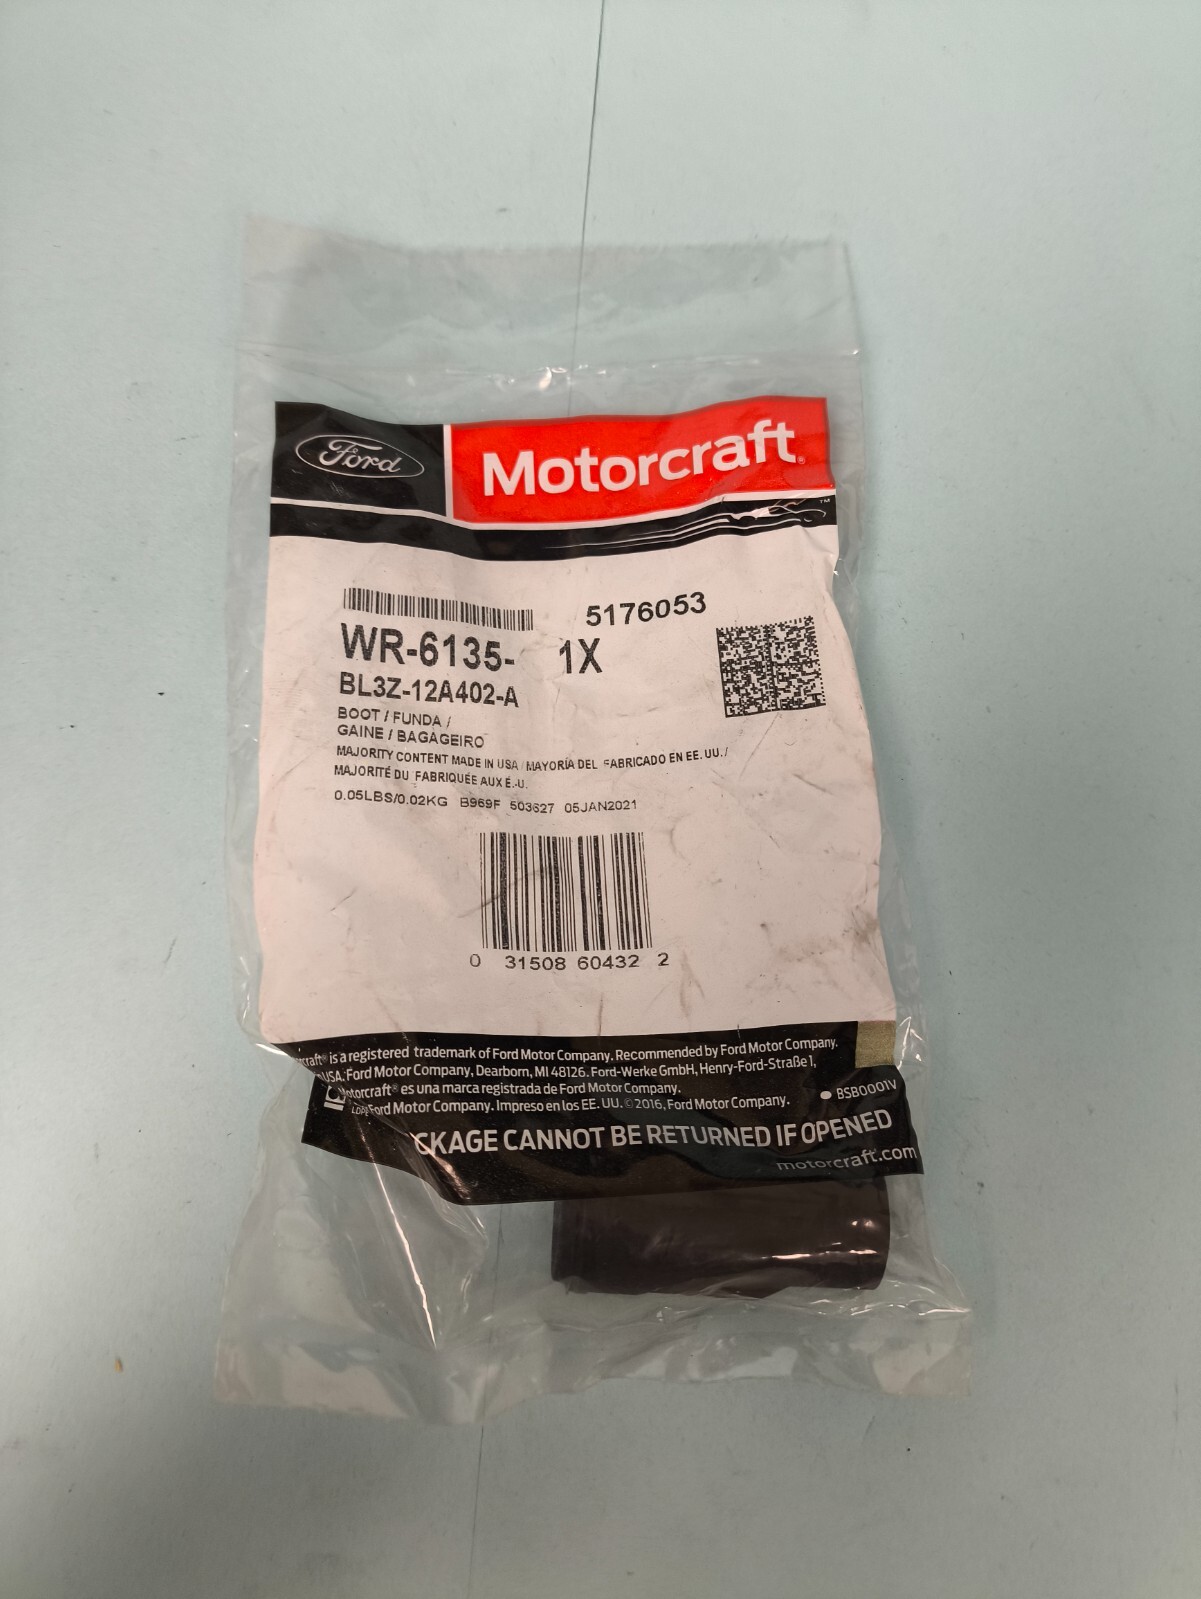 Ford
Motorcraft®
™
5176053
WR-6135- 1X
BL3Z-12A402-A
BOOT / FUNDA /
GAINE / BAGAGEIRO
MAJORITY CONTENT MADE IN USA / MAYORÍA DEL FABRICADO EN EE. UU. /
MAJORITÉ DU FABRIQUÉE AUX É.-U.
0.05LBS/0.02KG B969F 503627 05JAN2021
0 31508 60432 2
rcraft® is a registered trademark of Ford Motor Company. Recommended by Ford Motor Company.
USA. Ford Motor Company, Dearborn, MI 48126. Ford-Werke GmbH, Henry-Ford-Straße 1,
Motorcraft® es una marca registrada de Ford Motor Company.
Ford Motor Company. Impreso en los EE. UU. ©2016, Ford Motor Company.
BSB0001V
CKAGE CANNOT BE RETURNED IF OPENED
motorcraft.com